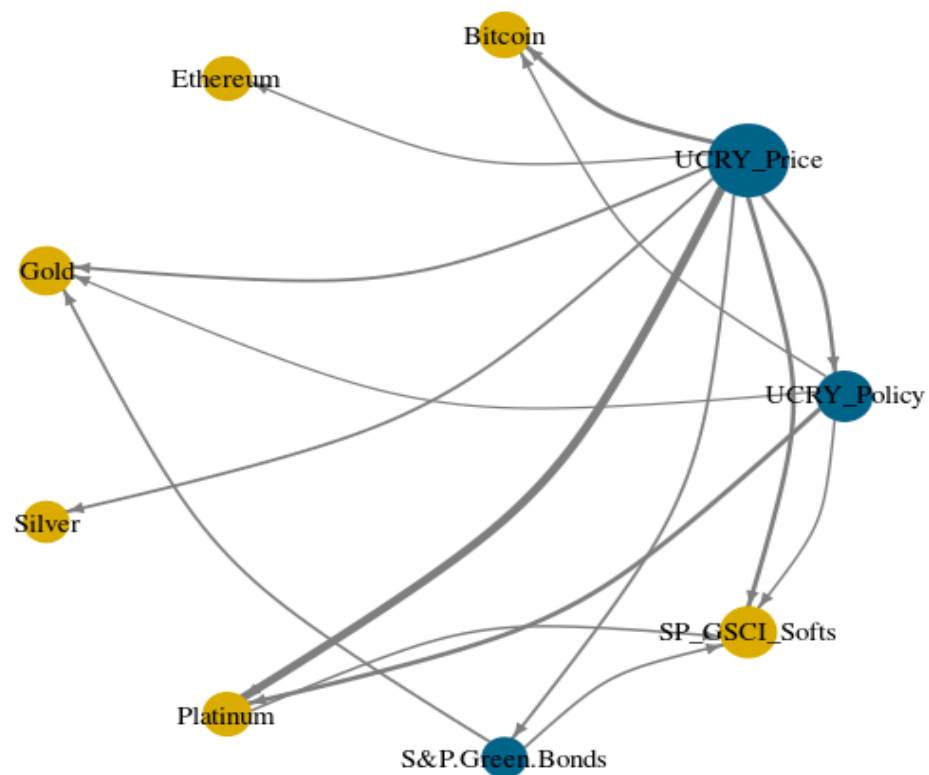 Bitcoin
Ethereum
UCRY_Price
Gold
UCRY_Policy
Silver
SP_GSCI_Softs
Platinum
S&P.Green.Bonds